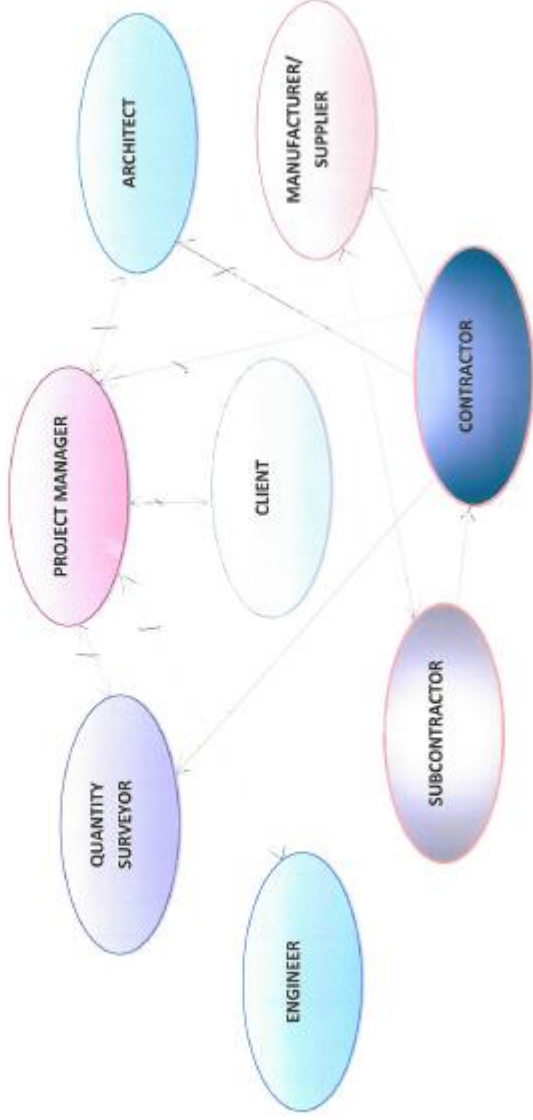 PROJECT MANAGER
ARCHITECT
QUANTITY
SURVEYOR
CLIENT
MANUFACTURER/
SUPPLIER
ENGINEER
SUBCONTRACTOR
CONTRACTOR